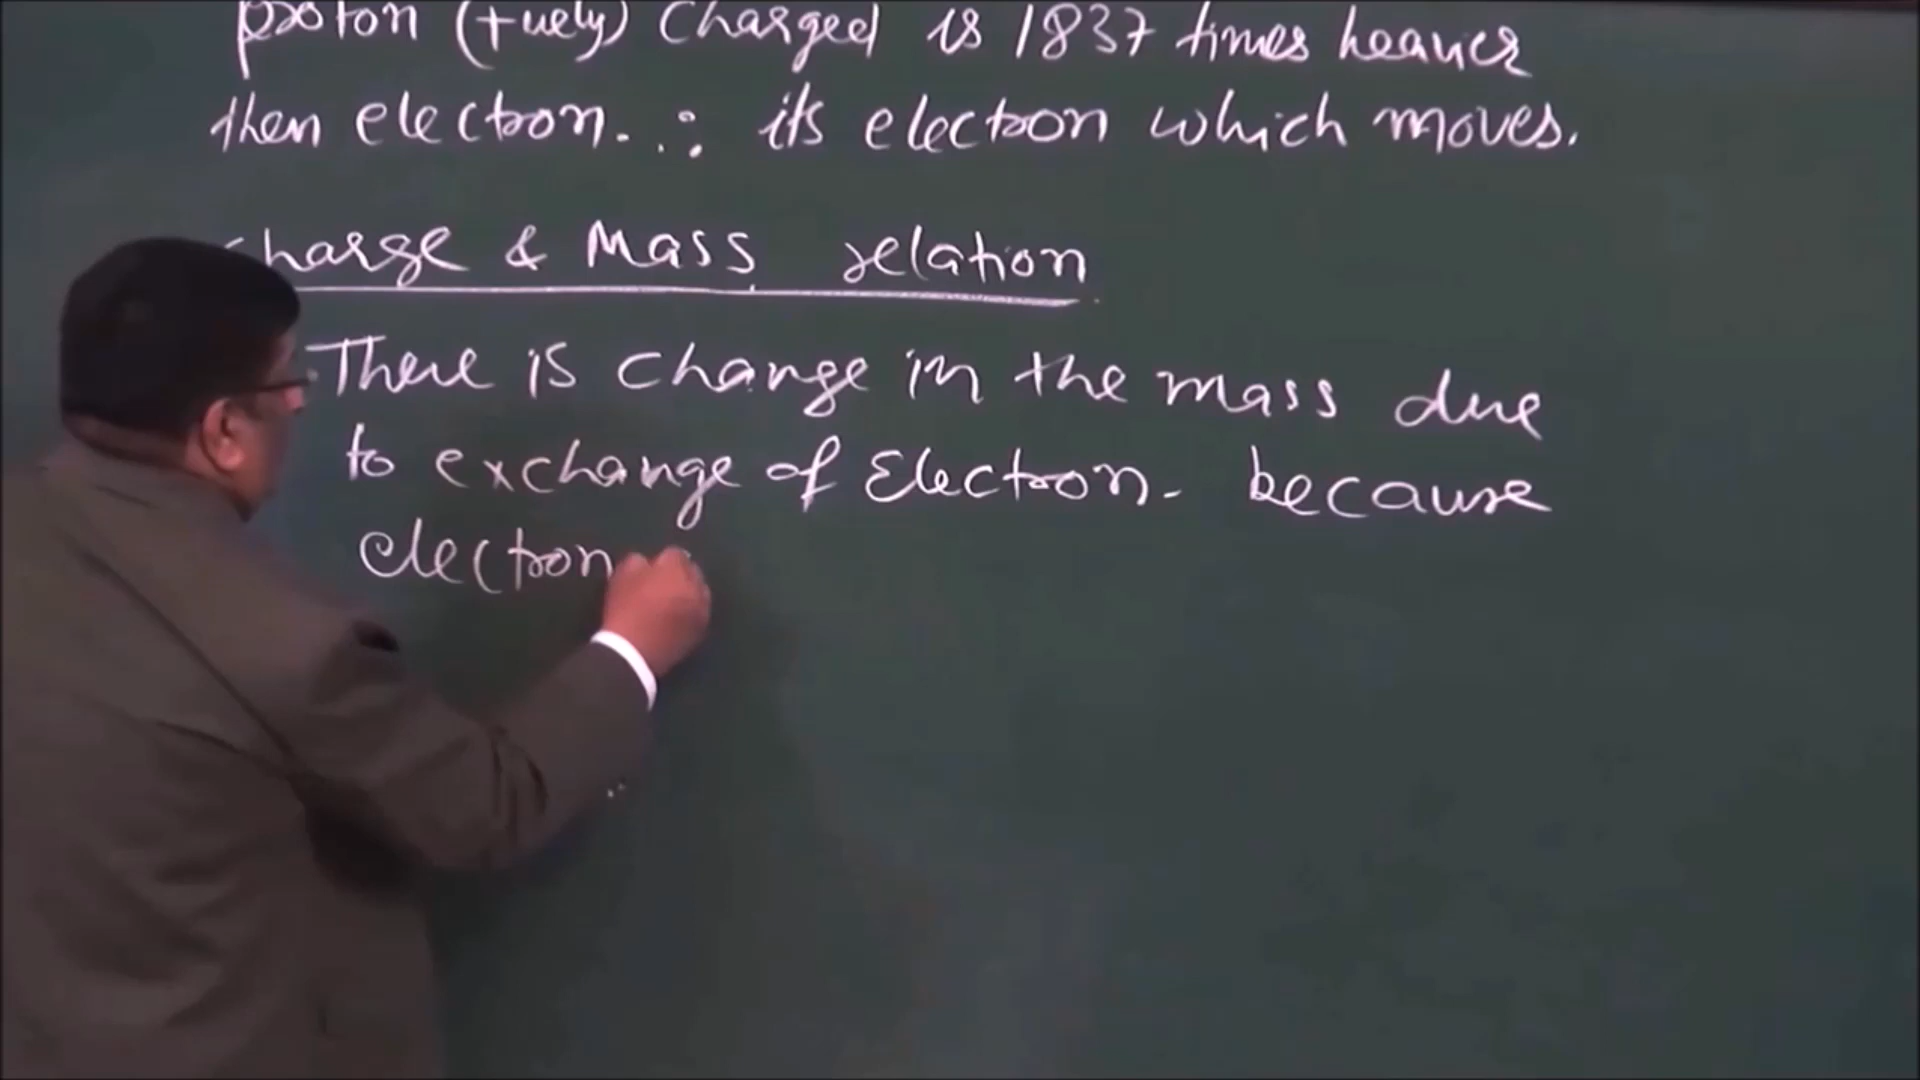 proton (+vely) Charged is 1837 times heavier
then electron. ∴ its electron which moves.
charge & Mass relation
There is change in the mass due
to exchange of Electron. because
electron